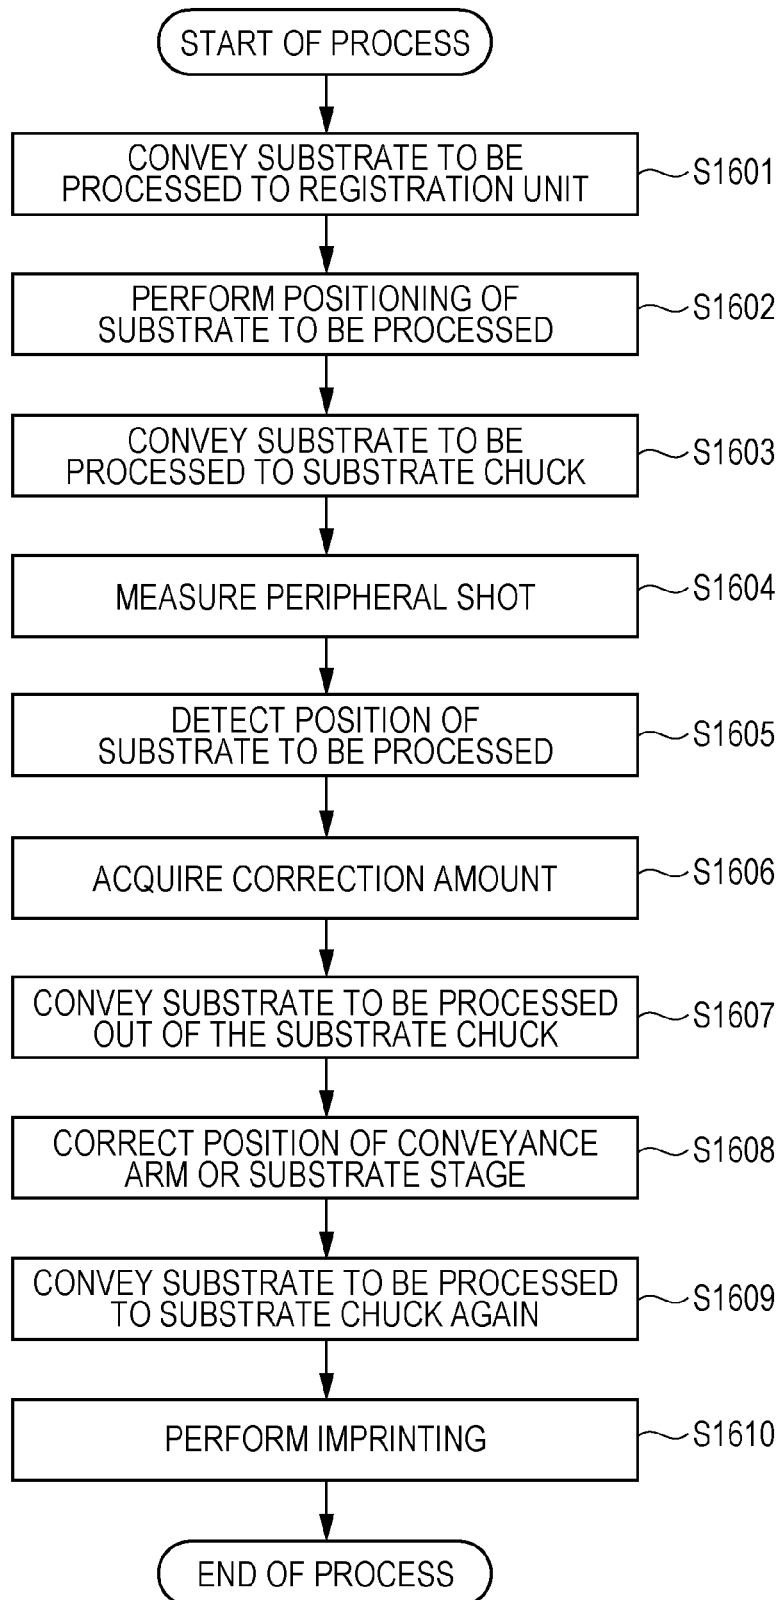 START OF PROCESS
CONVEY SUBSTRATE TO BE
PROCESSED TO REGISTRATION UNIT
S1601
PERFORM POSITIONING OF
SUBSTRATE TO BE PROCESSED
S1602
CONVEY SUBSTRATE TO BE
PROCESSED TO SUBSTRATE CHUCK
S1603
MEASURE PERIPHERAL SHOT
S1604
DETECT POSITION OF
SUBSTRATE TO BE PROCESSED
S1605
ACQUIRE CORRECTION AMOUNT
S1606
CONVEY SUBSTRATE TO BE PROCESSED
OUT OF THE SUBSTRATE CHUCK
S1607
CORRECT POSITION OF CONVEYANCE
ARM OR SUBSTRATE STAGE
S1608
CONVEY SUBSTRATE TO BE PROCESSED
TO SUBSTRATE CHUCK AGAIN
S1609
PERFORM IMPRINTING
S1610
END OF PROCESS